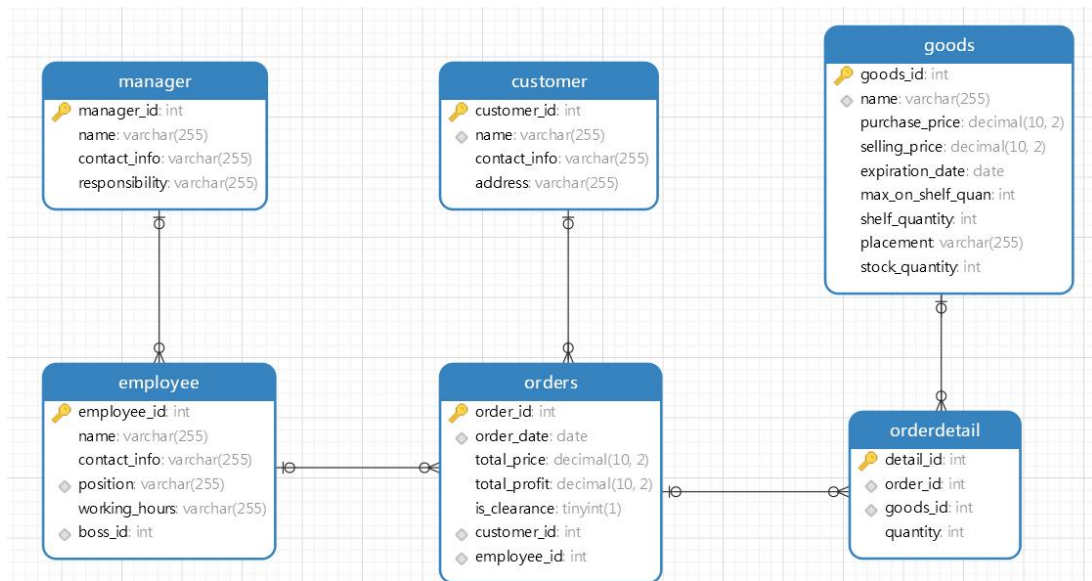 manager
manager_id: int
name: varchar(255)
contact_info: varchar(255)
responsibility: varchar(255)
customer
customer_id: int
name: varchar(255)
contact_info: varchar(255)
address: varchar(255)
goods
goods_id: int
name: varchar(255)
purchase_price: decimal(10, 2)
selling_price: decimal(10, 2)
expiration_date: date
max_on_shelf_quan: int
shelf_quantity: int
placement: varchar(255)
stock_quantity: int
employee
employee_id: int
name: varchar(255)
contact_info: varchar(255)
position: varchar(255)
working_hours: varchar(255)
boss_id: int
orders
order_id: int
order_date: date
total_price: decimal(10, 2)
total_profit: decimal(10, 2)
is_clearance: tinyint(1)
customer_id: int
employee_id: int
orderdetail
detail_id: int
order_id: int
goods_id: int
quantity: int